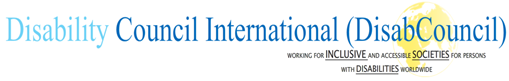 Disability Council International (DisabCouncil)
WORKING FOR INCLUSIVE AND ACCESSIBLE SOCIETIES FOR PERSONS
WITH DISABILITIES WORLDWIDE